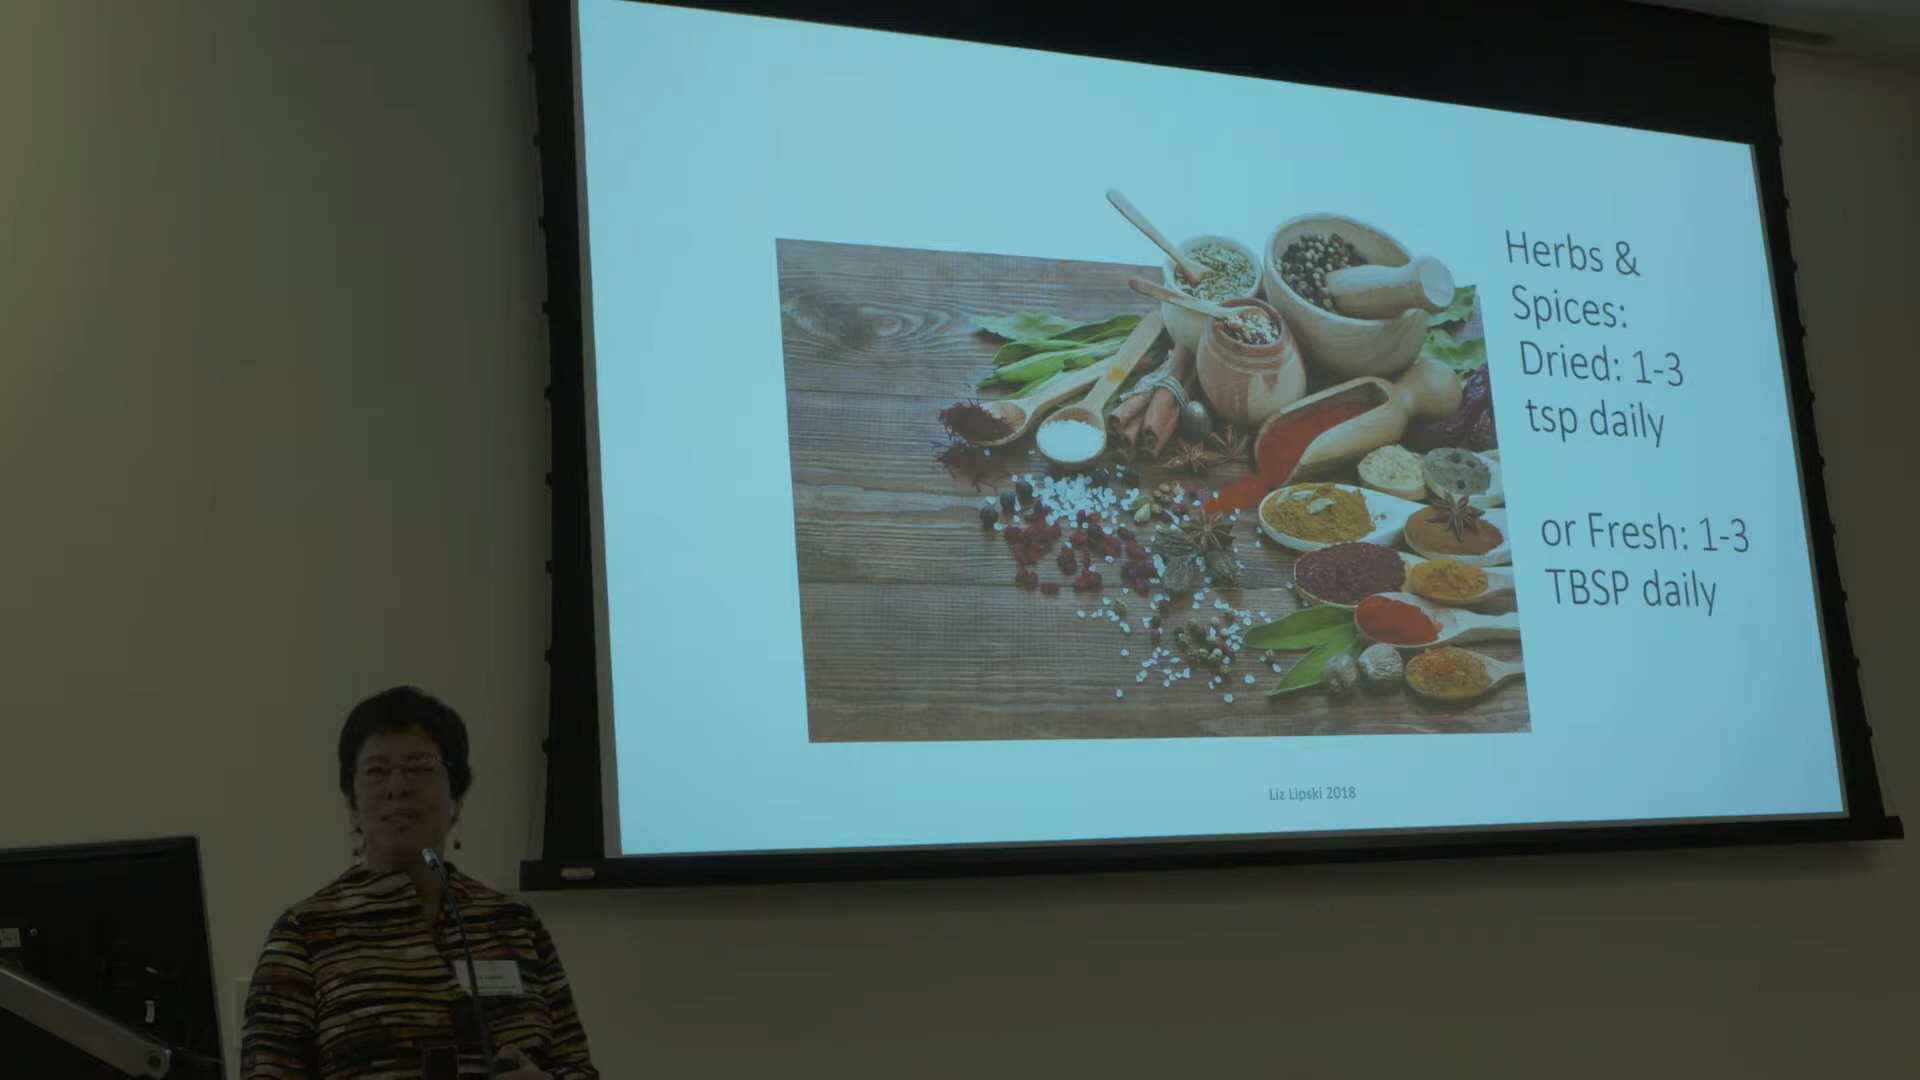 Herbs &
Spices:
Dried: 1-3
tsp daily
or Fresh: 1-3
TBSP daily
Liz Lipski 2018